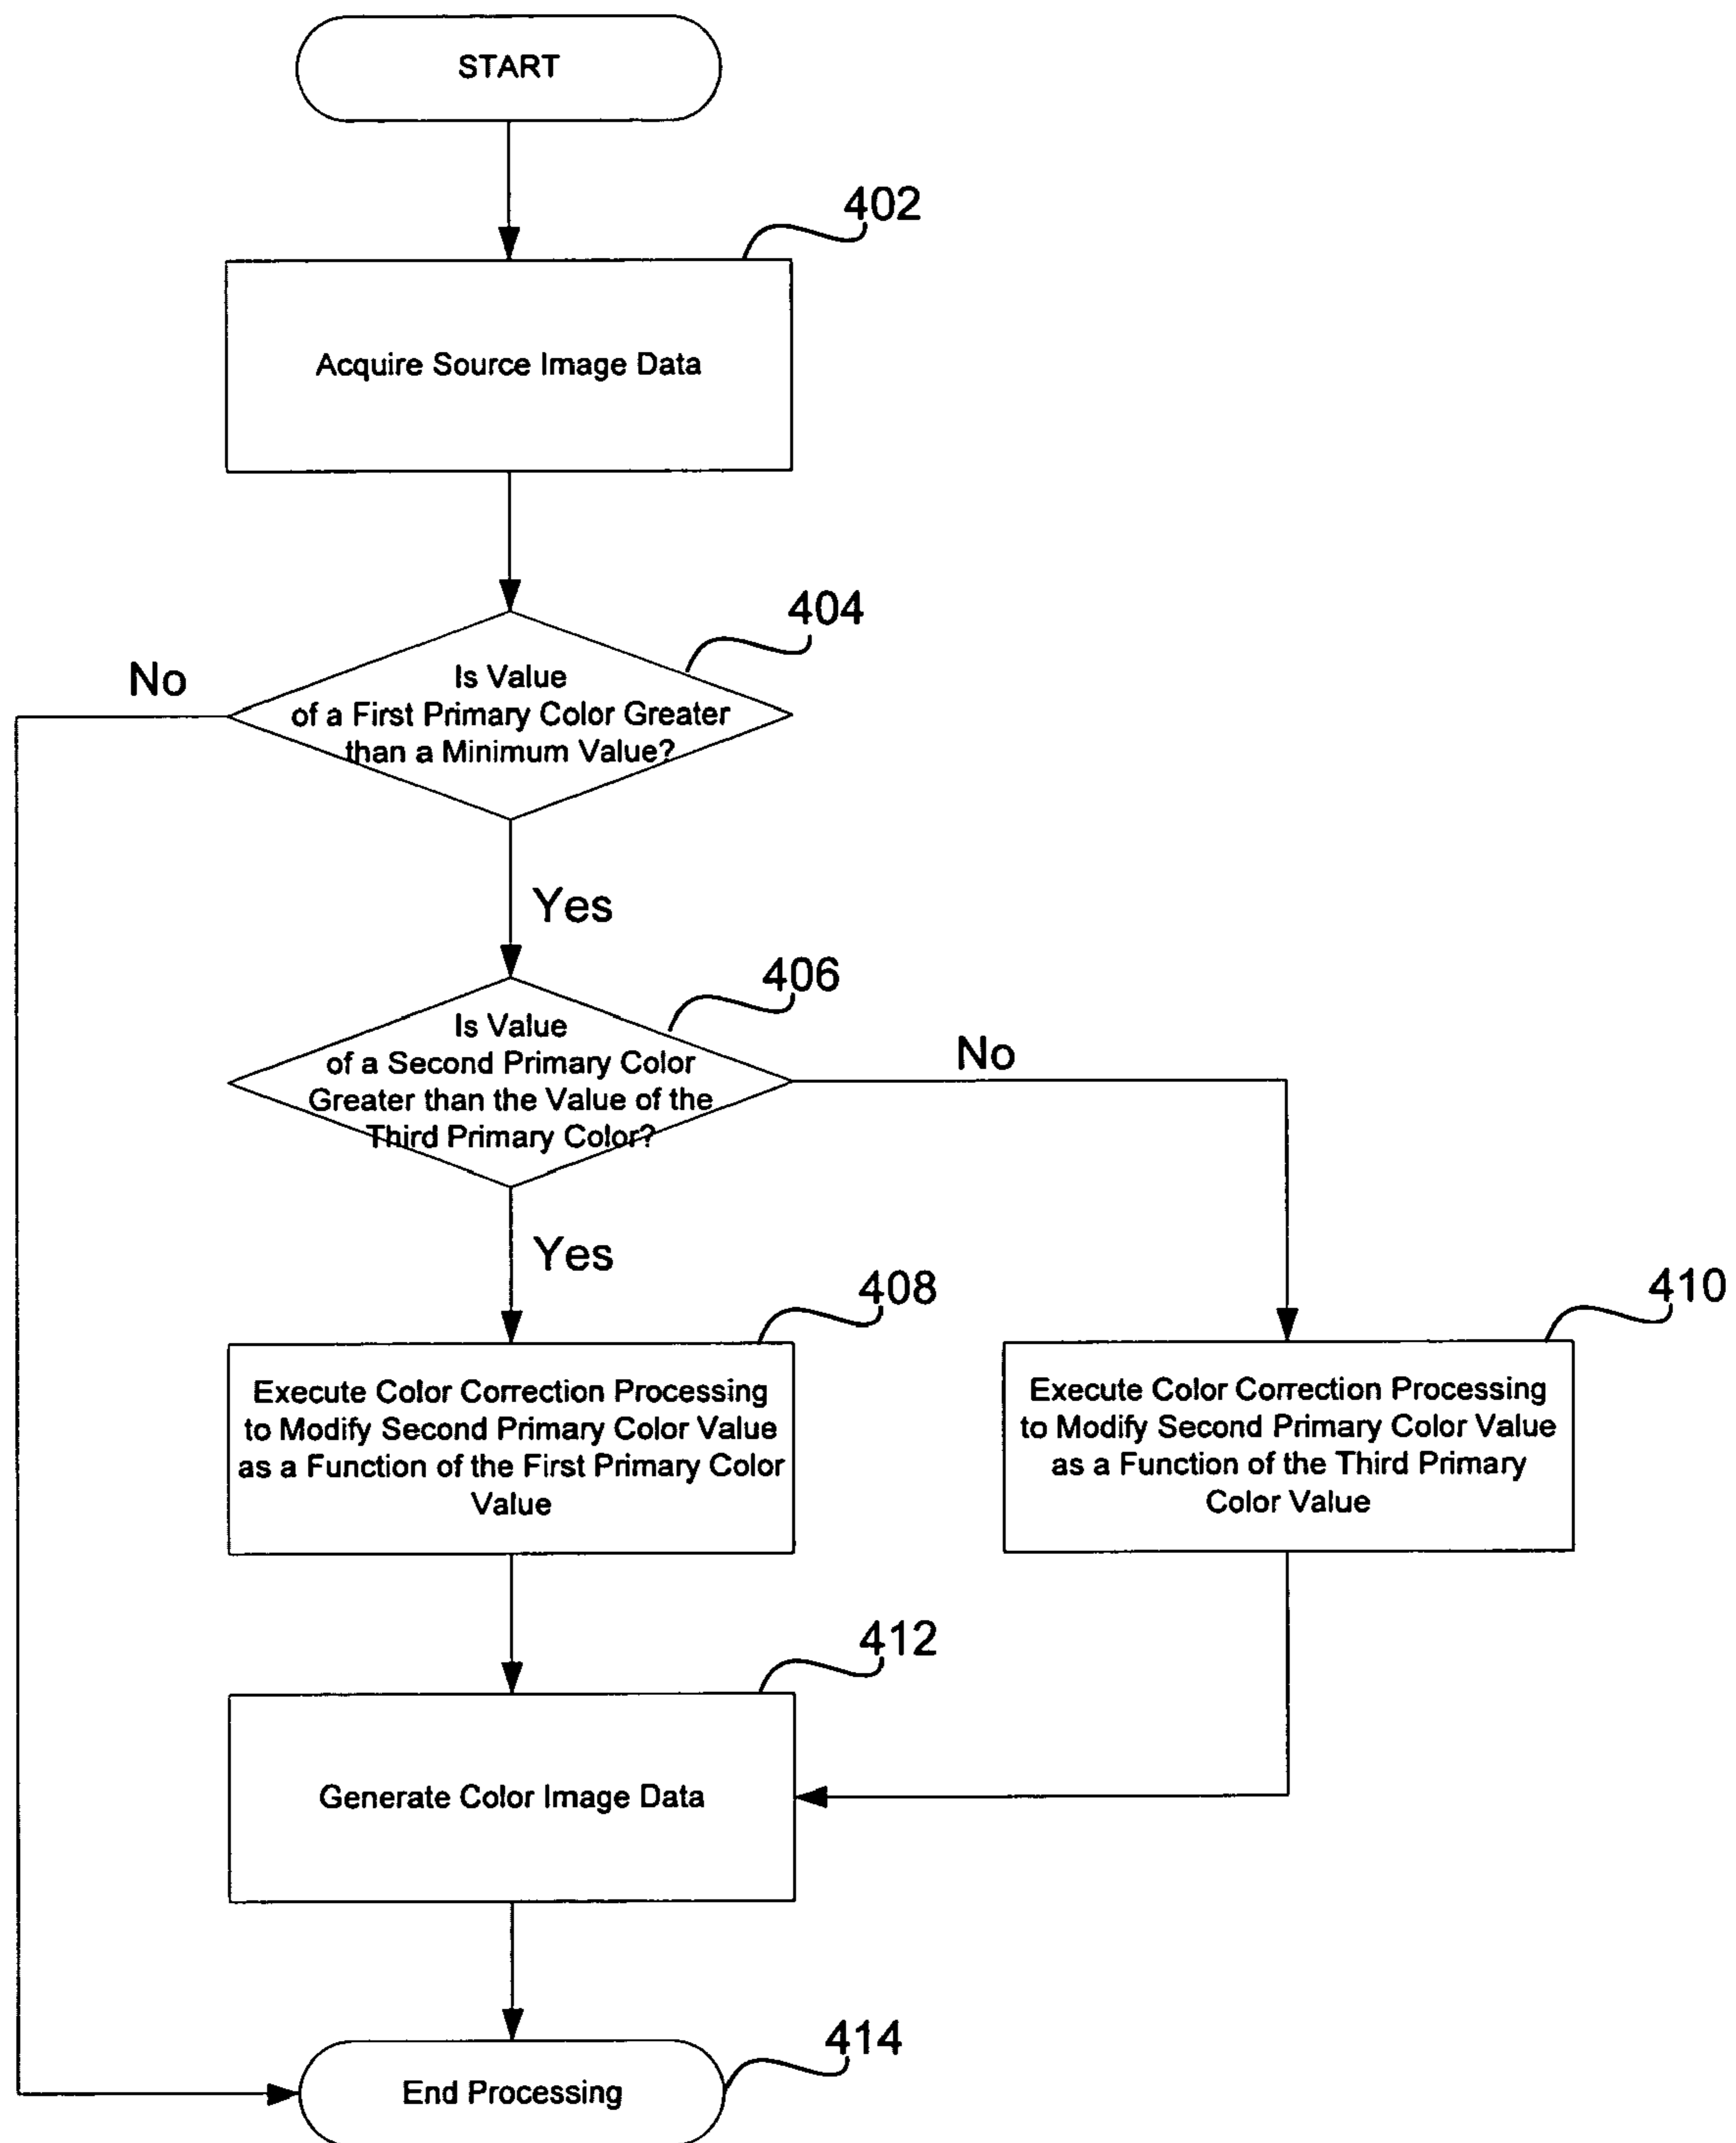 START
402
Acquire Source Image Data
404
No
Is Value
of a First Primary Color Greater
than a Minimum Value?
Yes
406
Is Value
of a Second Primary Color
Greater than the Value of the
Third Primary Color?
No
Yes
408
410
Execute Color Correction Processing
to Modify Second Primary Color Value
as a Function of the First Primary Color
Value
Execute Color Correction Processing
to Modify Second Primary Color Value
as a Function of the Third Primary
Color Value
412
Generate Color Image Data
414
End Processing